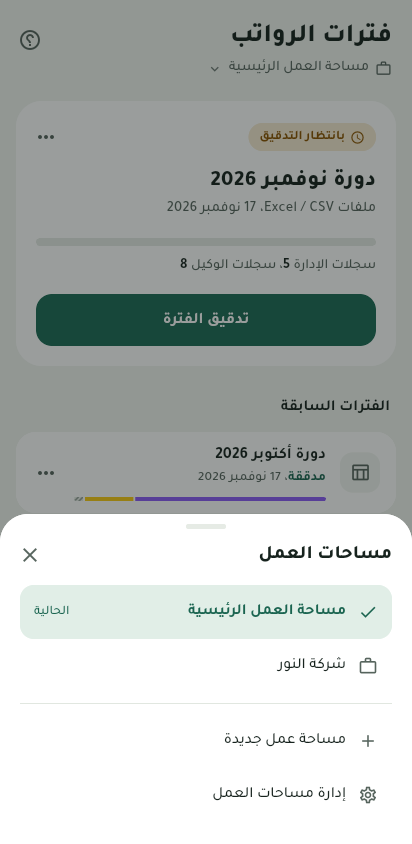 فترات الرواتب
مساحة العمل الرئيسية
بانتظار التدقيق
دورة نوفمبر 2026
ملفات Excel / CSV، 17 نوفمبر 2026
سجلات الإدارة 5، سجلات الوكيل 8
تدقيق الفترة
الفترات السابقة
دورة أكتوبر 2026
مدققة، 17 نوفمبر 2026
مساحات العمل
مساحة العمل الرئيسية الحالية
شركة النور
مساحة عمل جديدة
إدارة مساحات العمل